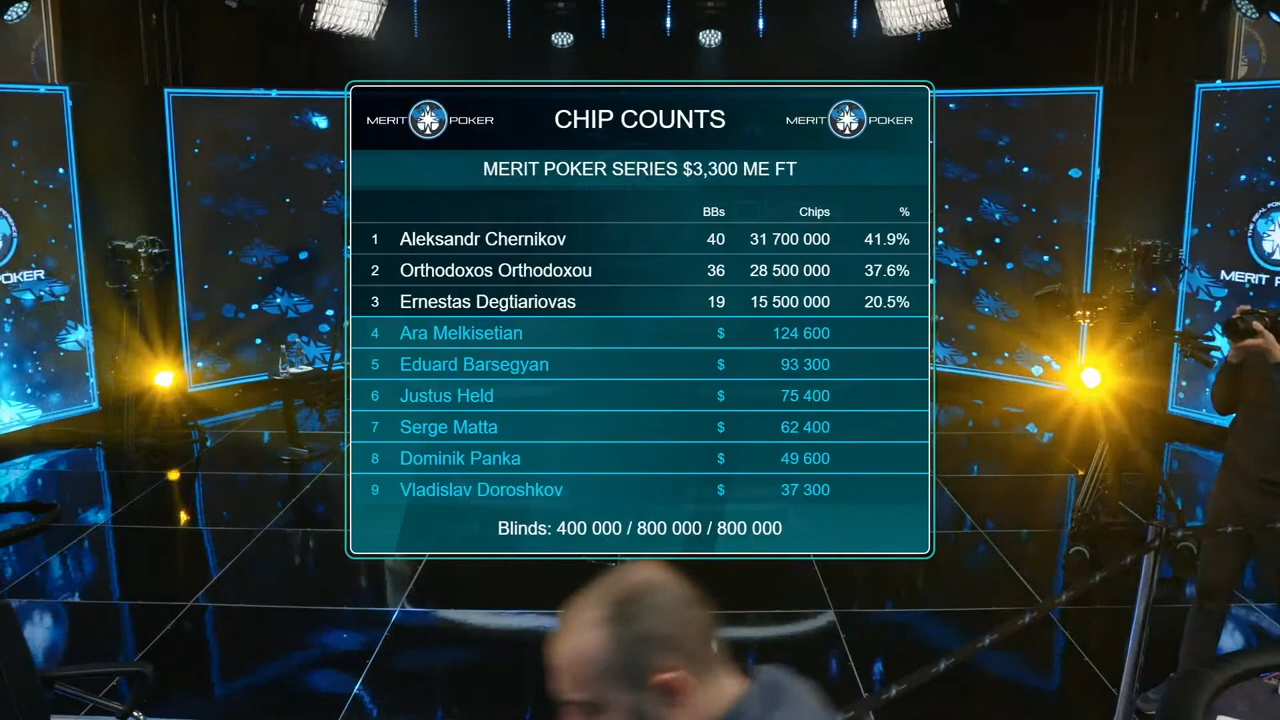 MERIT POKER CHIP COUNTS MERIT POKER
MERIT POKER SERIES $3,300 ME FT
BBs Chips %
1 Aleksandr Chernikov 40 31 700 000 41.9%
2 Orthodoxos Orthodoxou 36 28 500 000 37.6%
3 Ernestas Degtiariovas 19 15 500 000 20.5%
4 Ara Melkisetian $ 124 600
5 Eduard Barsegyan $ 93 300
6 Justus Held $ 75 400
7 Serge Matta $ 62 400
8 Dominik Panka $ 49 600
9 Vladislav Doroshkov $ 37 300
Blinds: 400 000 / 800 000 / 800 000
OKER
MERIT P